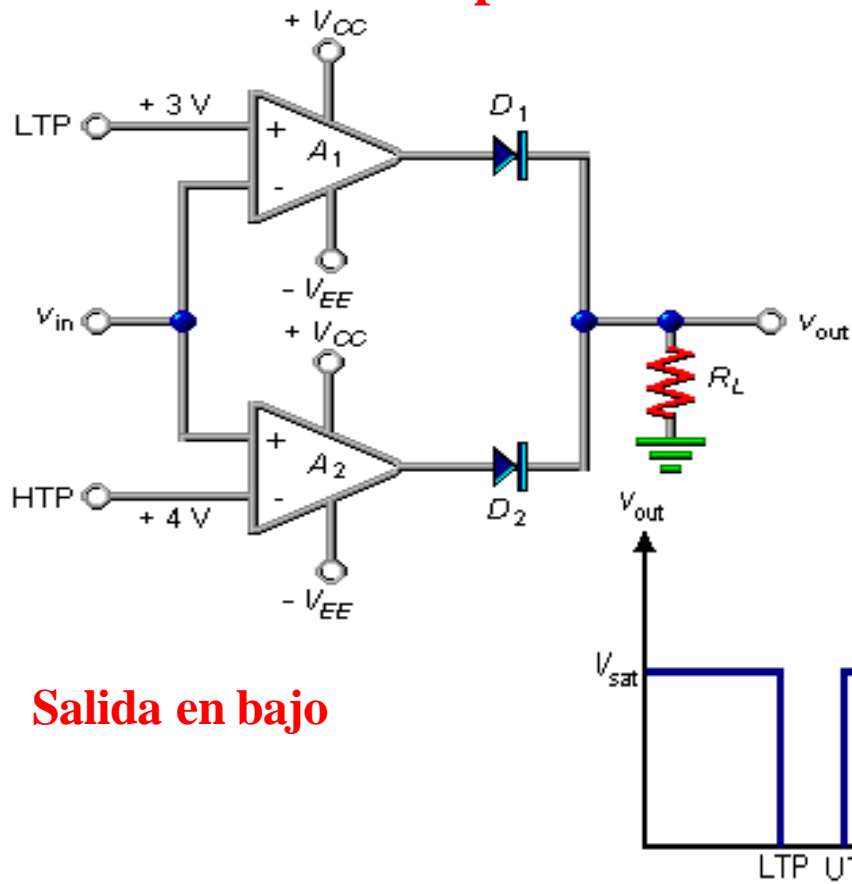 + V_CC
LTP + 3 V
+
A_1
-
D_1
- V_EE
v_in
+ V_CC
v_out
R_L
+
A_2
-
HTP + 4 V
D_2
- V_EE
v_out
V_sat
Salida en bajo
LTP